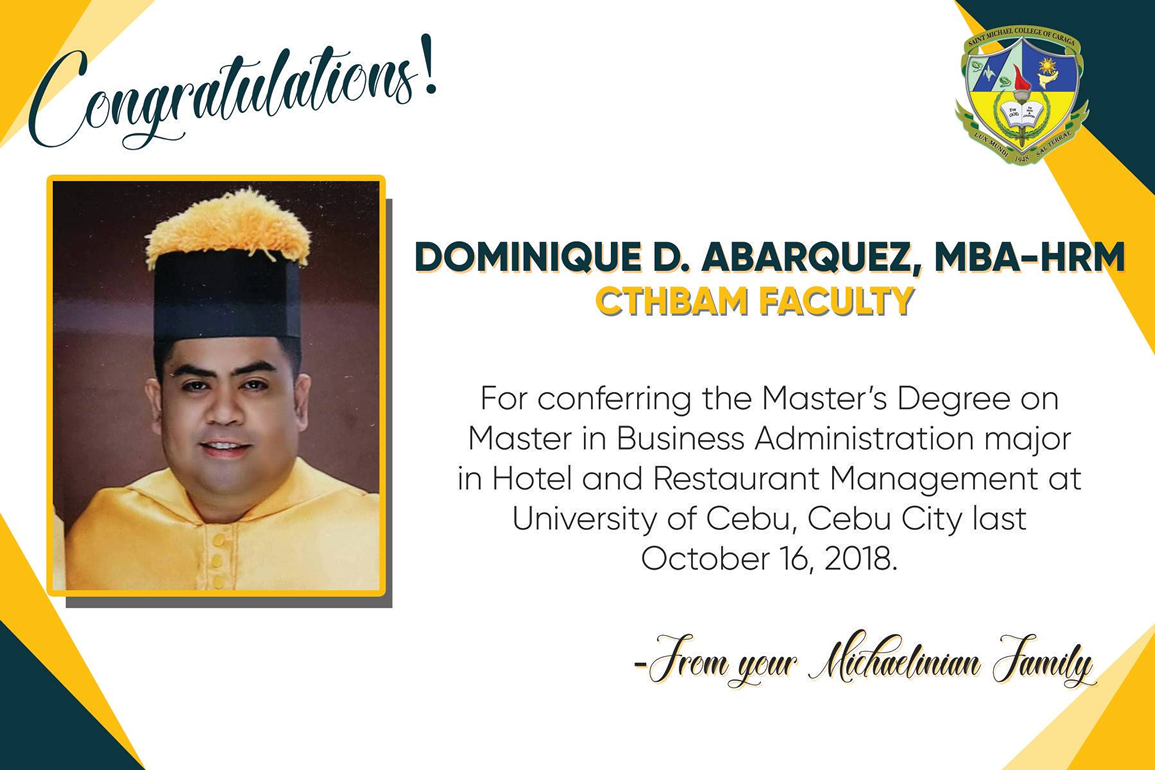 Congratulations!
SAINT MICHAEL COLLEGE OF CARAGA
LUX MUNDI 1948 SAL TERRAE
DOMINIQUE D. ABARQUEZ, MBA-HRM
CTHBAM FACULTY
For conferring the Master's Degree on
Master in Business Administration major
in Hotel and Restaurant Management at
University of Cebu, Cebu City last
October 16, 2018.
-From your Michaelinian Family